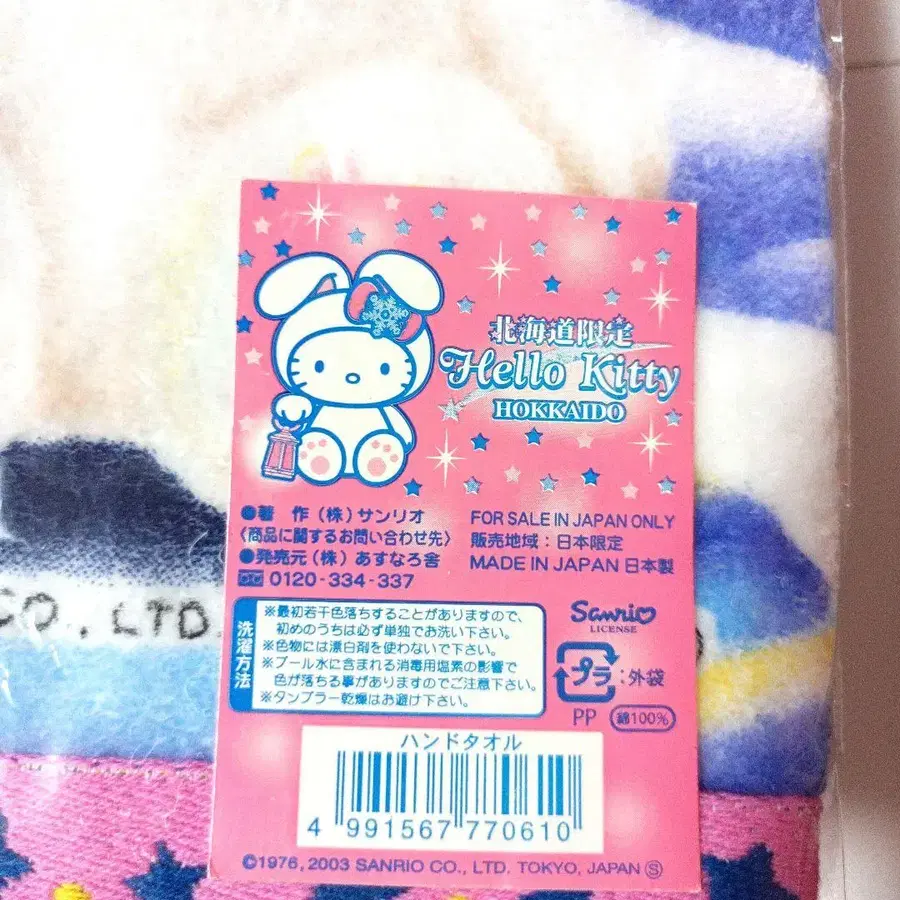 北海道限定
Hello Kitty
HOKKAIDO
●著 作（株）サンリオ
〈商品に関するお問い合わせ先〉
●発売元（株）あすなろ舎
0120-334-337
FOR SALE IN JAPAN ONLY
販売地域：日本限定
MADE IN JAPAN 日本製
洗濯方法
※最初若干色落ちすることがありますので、
初めのうちは必ず単独でお洗い下さい。
※色物には漂白剤を使わないで下さい。
※プール水に含まれる消毒用塩素の影響で
色が落ちる事がありますのでご注意下さい。
※タンブラー乾燥はお避け下さい。
Sanrio
LICENSE
プラ：外袋
PP 綿100%
ハンドタオル
4 991567 770610
©1976, 2003 SANRIO CO., LTD. TOKYO, JAPAN Ⓢ
CO., LTD.